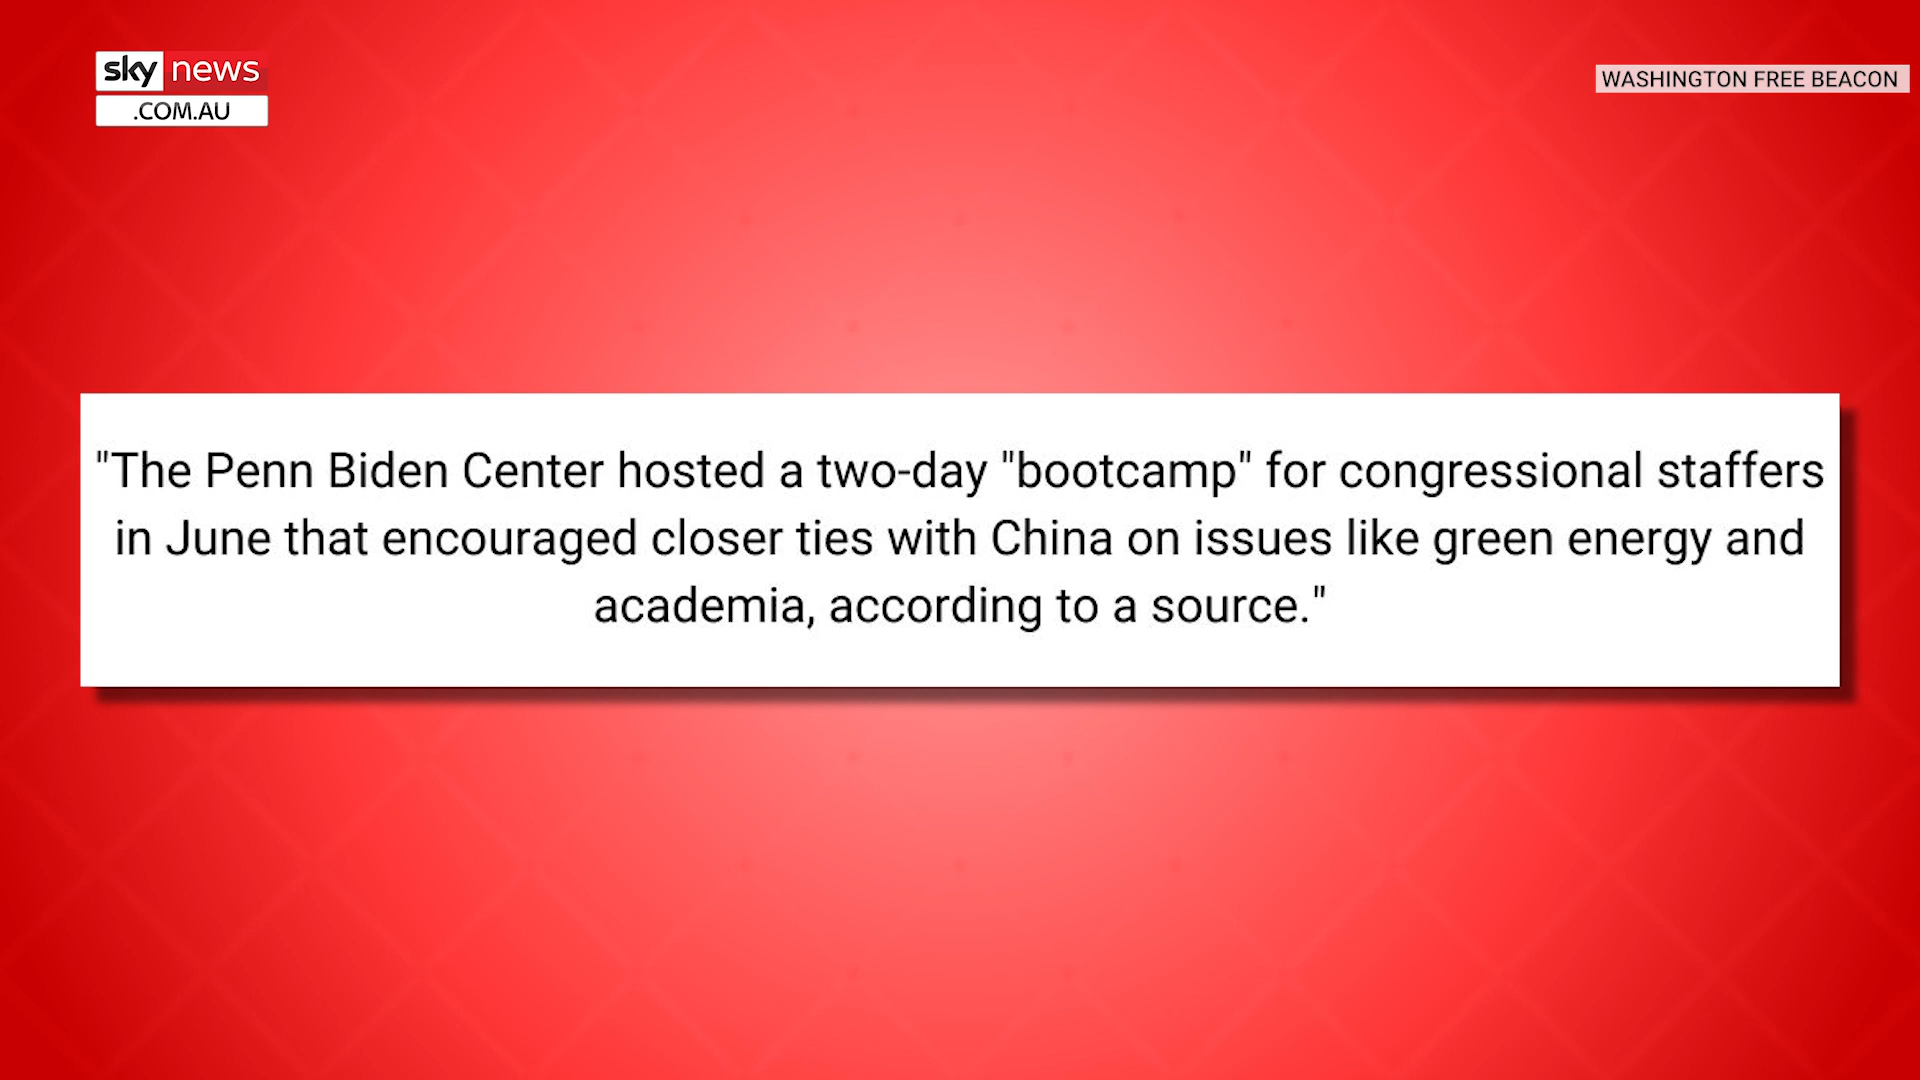 sky news
.COM.AU
WASHINGTON FREE BEACON
"The Penn Biden Center hosted a two-day "bootcamp" for congressional staffers
in June that encouraged closer ties with China on issues like green energy and
academia, according to a source."